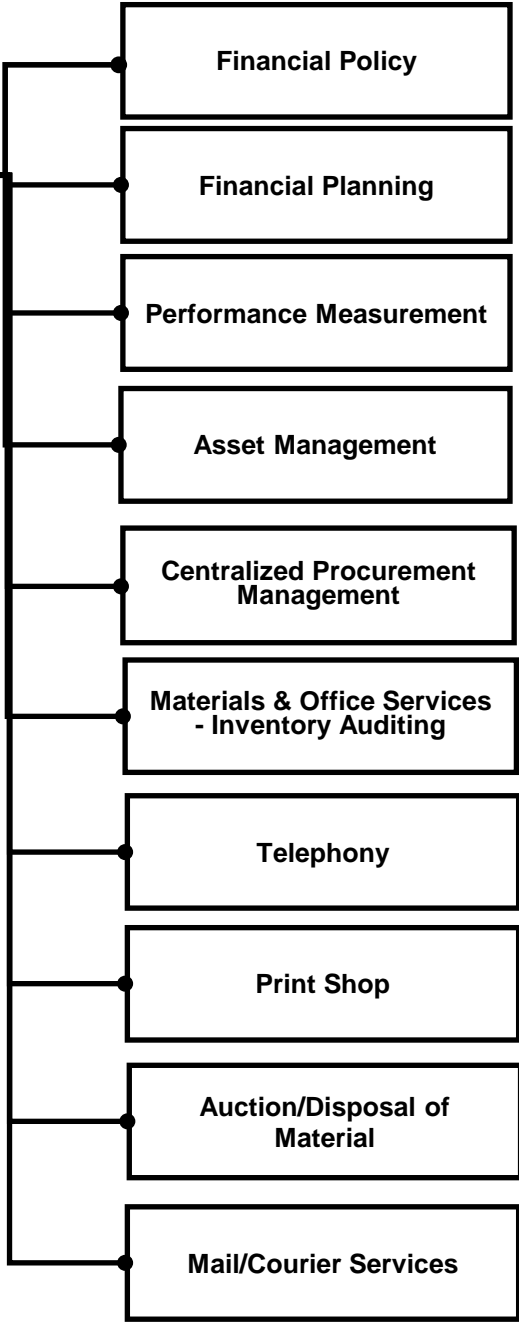 Financial Policy
Financial Planning
Performance Measurement
Asset Management
Centralized Procurement
Management
Materials & Office Services
- Inventory Auditing
Telephony
Print Shop
Auction/Disposal of
Material
Mail/Courier Services